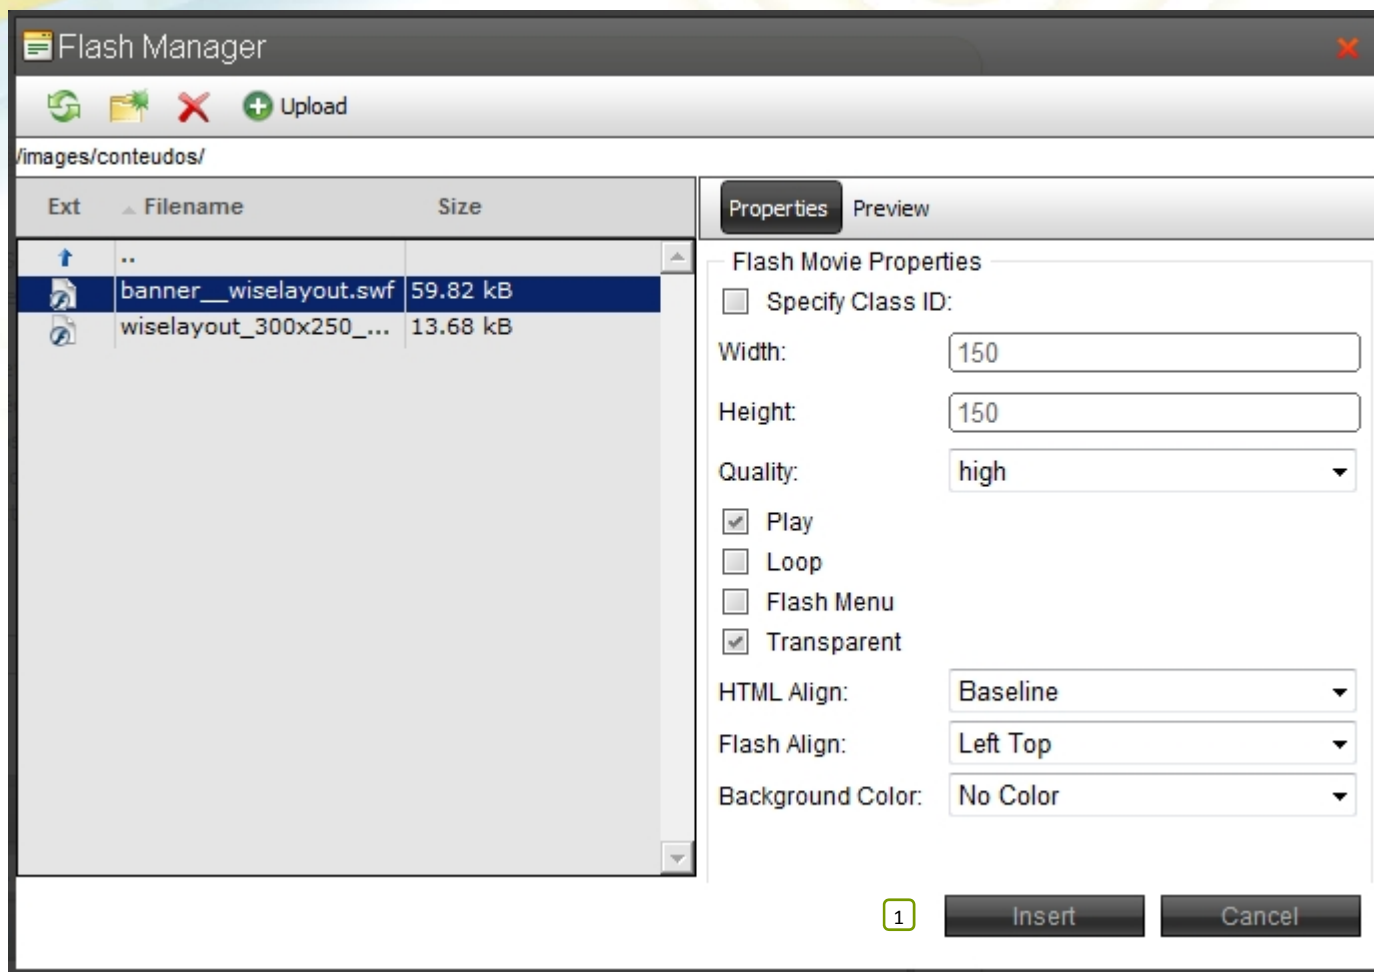 Flash Manager
Upload
/images/conteudos/
Ext Filename Size
Properties Preview
..
banner__wiselayout.swf 59.82 kB
wiselayout_300x250_... 13.68 kB
Flash Movie Properties
Specify Class ID:
Width: 150
Height: 150
Quality: high
Play
Loop
Flash Menu
Transparent
HTML Align: Baseline
Flash Align: Left Top
Background Color: No Color
1 Insert Cancel